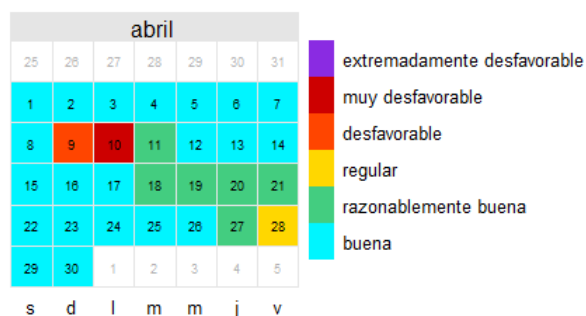 abril
25 26 27 28 29 30 31
1 2 3 4 5 6 7
8 9 10 11 12 13 14
15 16 17 18 19 20 21
22 23 24 25 26 27 28
29 30 1 2 3 4 5
s d l m m j v
extremadamente desfavorable
muy desfavorable
desfavorable
regular
razonablemente buena
buena